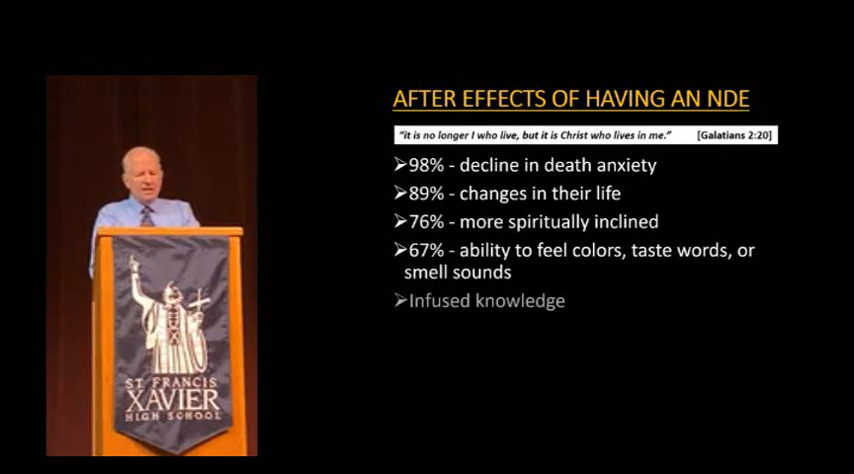 AFTER EFFECTS OF HAVING AN NDE
"it is no longer I who live, but it is Christ who lives in me." [Galatians 2:20]
➢98% - decline in death anxiety
➢89% - changes in their life
➢76% - more spiritually inclined
➢67% - ability to feel colors, taste words, or
smell sounds
➢Infused knowledge
ST. FRANCIS
XAVIER
HIGH SCHOOL